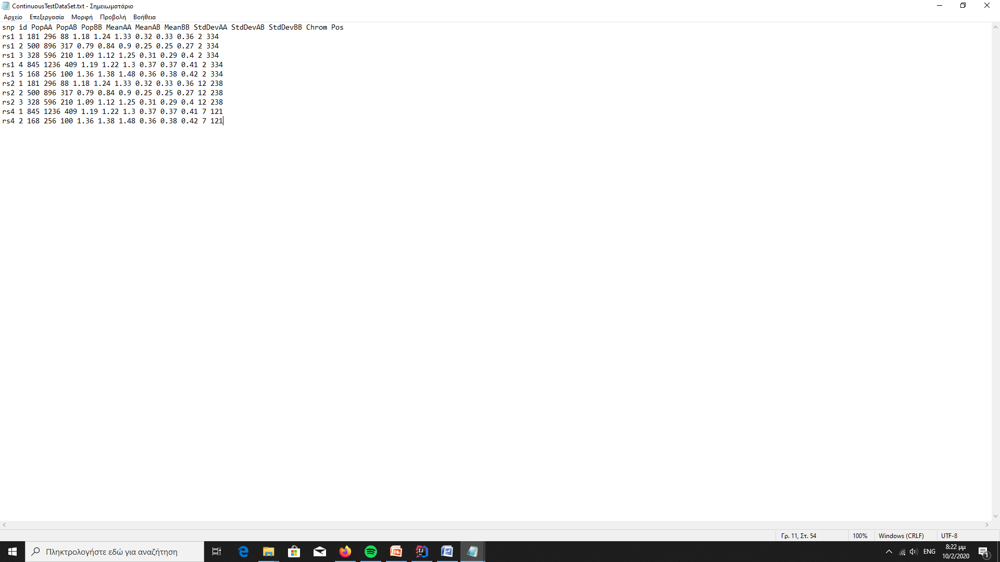 ContinuousTestDataSet.txt - Σημειωματάριο
Αρχείο Επεξεργασία Μορφή Προβολή Βοήθεια
snp id PopAA PopAB PopBB MeanAA MeanAB MeanBB StdDevAA StdDevAB StdDevBB Chrom Pos
rs1 1 181 296 88 1.18 1.24 1.33 0.32 0.33 0.36 2 334
rs1 2 500 896 317 0.79 0.84 0.9 0.25 0.25 0.27 2 334
rs1 3 328 596 210 1.09 1.12 1.25 0.31 0.29 0.4 2 334
rs1 4 845 1236 409 1.19 1.22 1.3 0.37 0.37 0.41 2 334
rs1 5 168 256 100 1.36 1.38 1.48 0.36 0.38 0.42 2 334
rs2 1 181 296 88 1.18 1.24 1.33 0.32 0.33 0.36 12 238
rs2 2 500 896 317 0.79 0.84 0.9 0.25 0.25 0.27 12 238
rs2 3 328 596 210 1.09 1.12 1.25 0.31 0.29 0.4 12 238
rs4 1 845 1236 409 1.19 1.22 1.3 0.37 0.37 0.41 7 121
rs4 2 168 256 100 1.36 1.38 1.48 0.36 0.38 0.42 7 121
Γρ. 11, Στ. 54 100% Windows (CRLF) UTF-8
Πληκτρολογήστε εδώ για αναζήτηση
ENG
8:22 μμ
10/2/2020
1